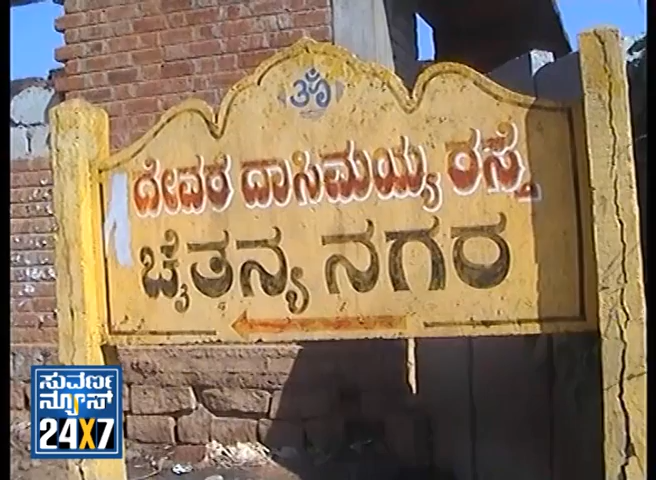 ॐ
ದೇವರ ದಾಸಿಮಯ್ಯ ರಸ್ತೆ
ಚೈತನ್ಯ ನಗರ
ಸುವರ್ಣ
ನ್ಯೂಸ್
24X7